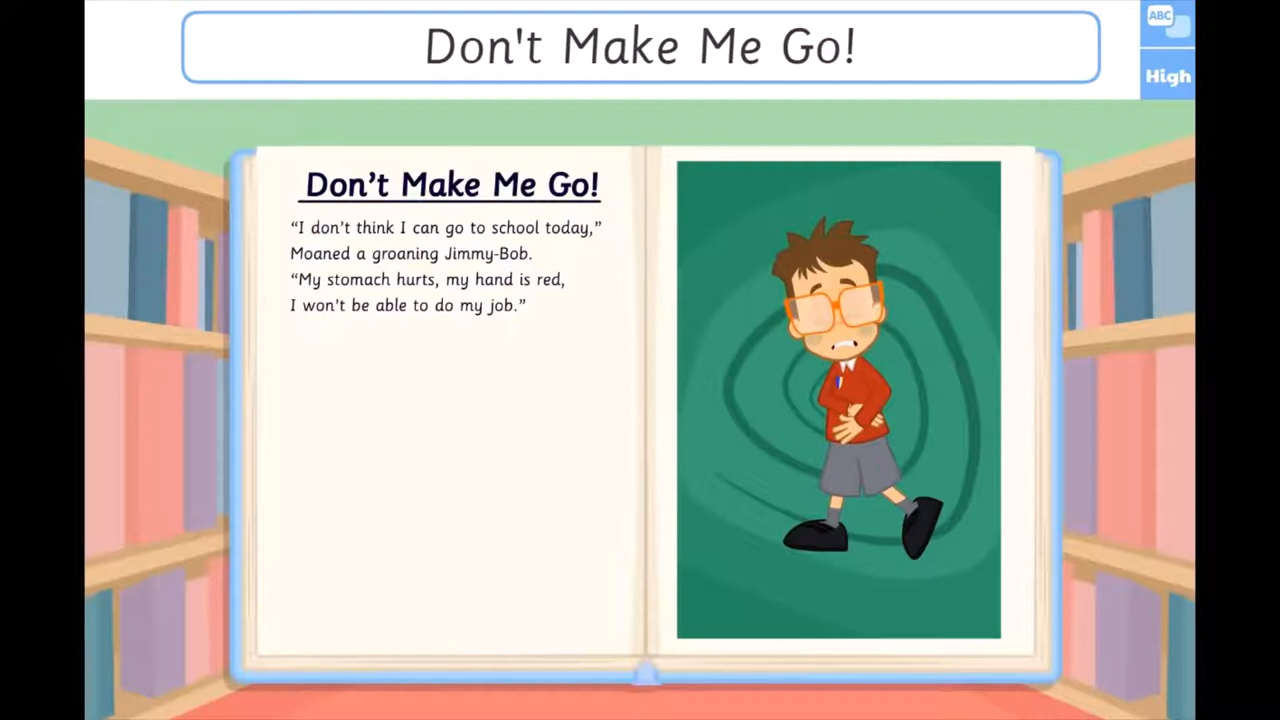 Don't Make Me Go!
ABC
High
Don't Make Me Go!
“I don't think I can go to school today,”
Moaned a groaning Jimmy-Bob.
“My stomach hurts, my hand is red,
I won't be able to do my job.”